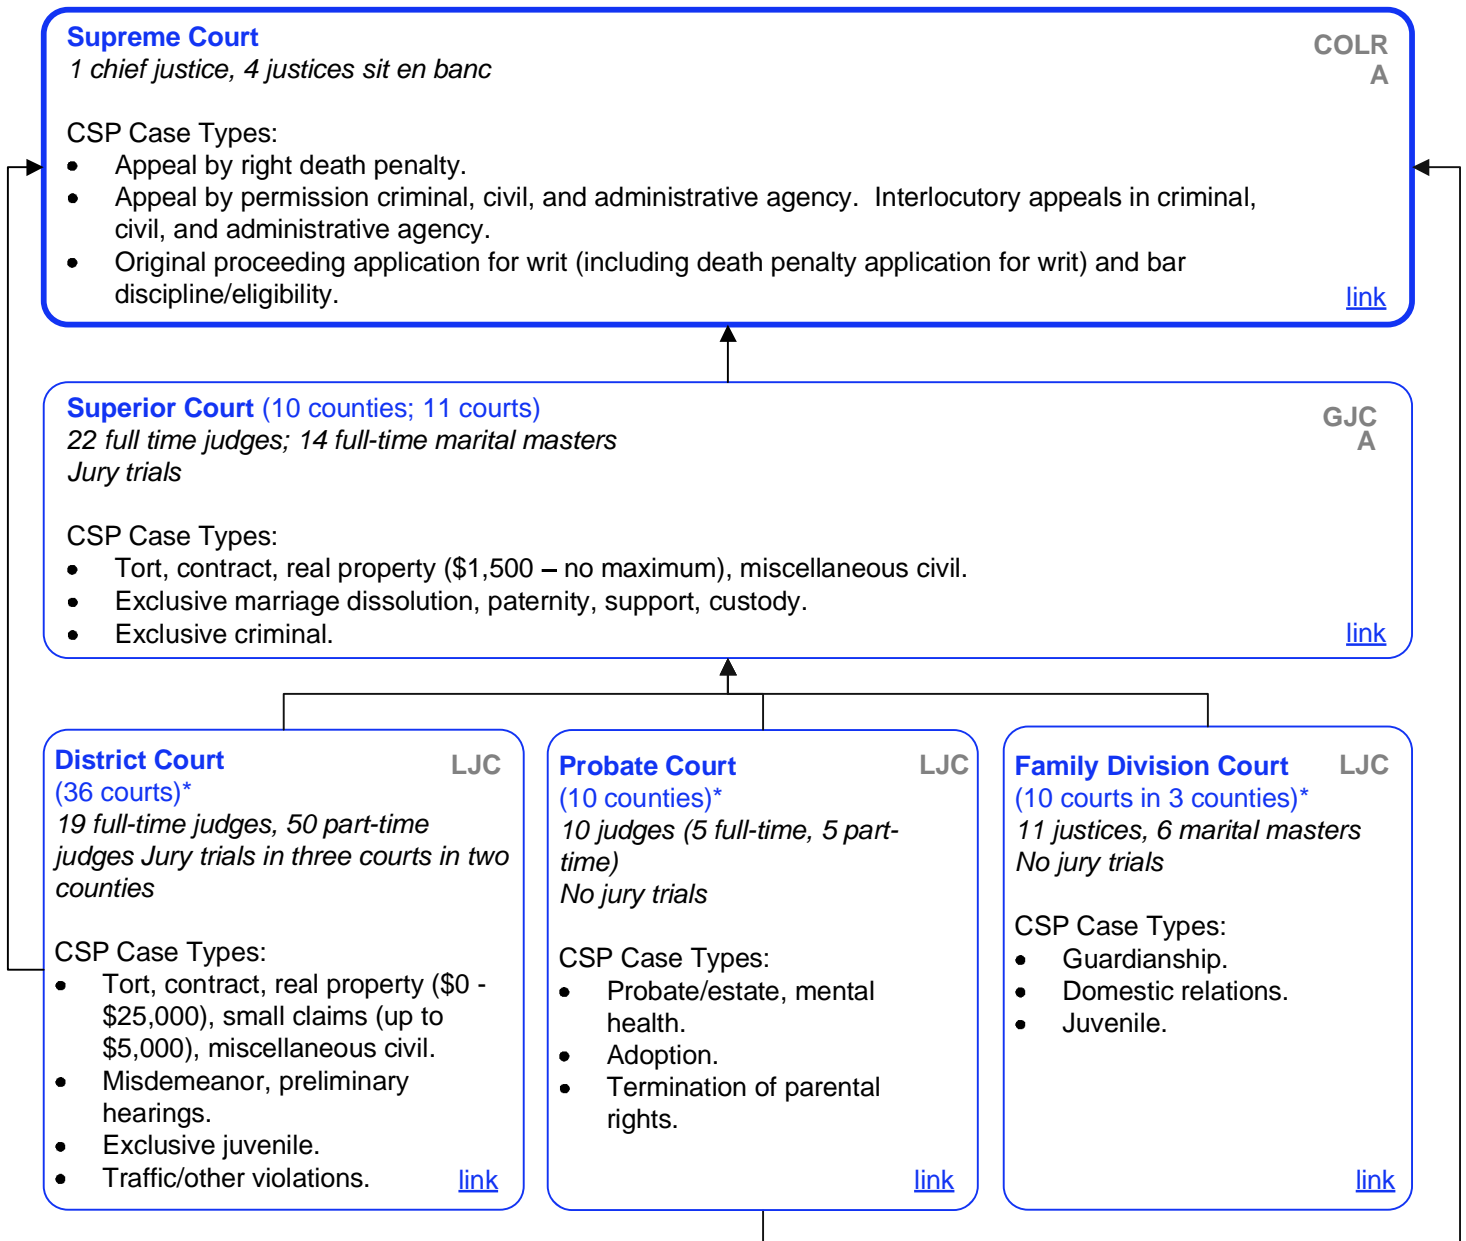 Supreme Court
COLR
1 chief justice, 4 justices sit en banc
A
CSP Case Types:
• Appeal by right death penalty.
• Appeal by permission criminal, civil, and administrative agency.  Interlocutory appeals in criminal,
civil, and administrative agency.
• Original proceeding application for writ (including death penalty application for writ) and bar
discipline/eligibility.
link
Superior Court (10 counties; 11 courts)
GJC
22 full time judges; 14 full-time marital masters
A
Jury trials
CSP Case Types:
• Tort, contract, real property ($1,500 – no maximum), miscellaneous civil.
• Exclusive marriage dissolution, paternity, support, custody.
• Exclusive criminal.
link
District Court
LJC
(36 courts)*
19 full-time judges, 50 part-time
judges Jury trials in three courts in two
counties
CSP Case Types:
• Tort, contract, real property ($0 -
$25,000), small claims (up to
$5,000), miscellaneous civil.
• Misdemeanor, preliminary
hearings.
• Exclusive juvenile.
• Traffic/other violations.
link
Probate Court
LJC
(10 counties)*
10 judges (5 full-time, 5 part-
time)
No jury trials
CSP Case Types:
• Probate/estate, mental
health.
• Adoption.
• Termination of parental
rights.
link
Family Division Court
LJC
(10 courts in 3 counties)*
11 justices, 6 marital masters
No jury trials
CSP Case Types:
• Guardianship.
• Domestic relations.
• Juvenile.
link